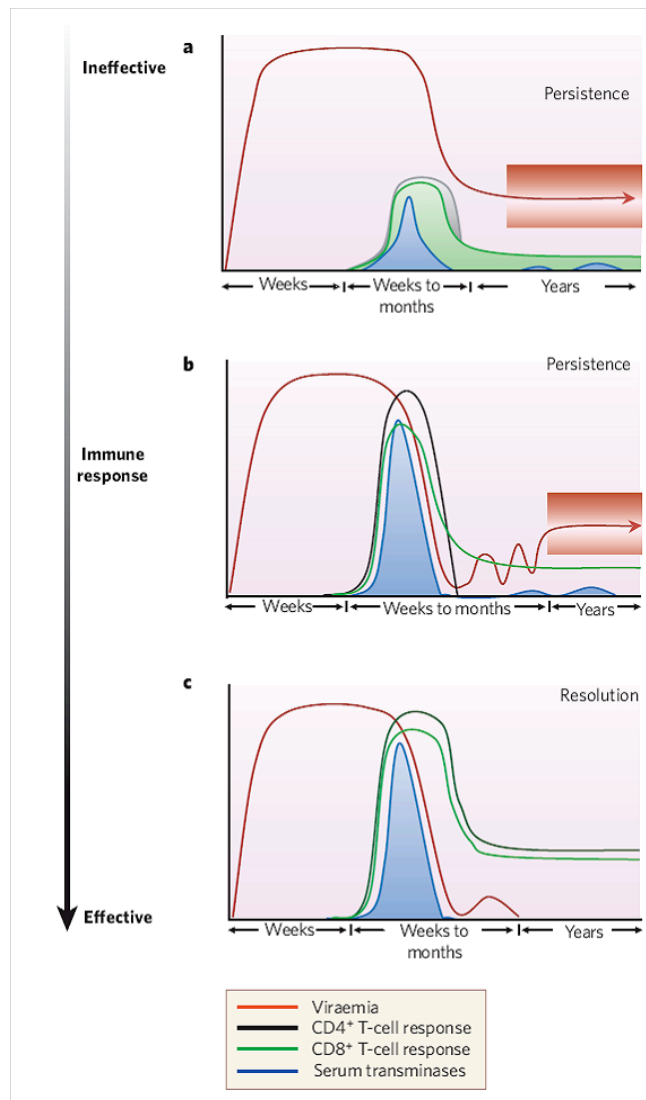 a
Ineffective
Persistence
Weeks
Weeks to
months
Years
b
Persistence
Immune
response
Weeks
Weeks to months
Years
c
Resolution
Effective
Weeks
Weeks to
months
Years
Viraemia
CD4⁺ T-cell response
CD8⁺ T-cell response
Serum transminases